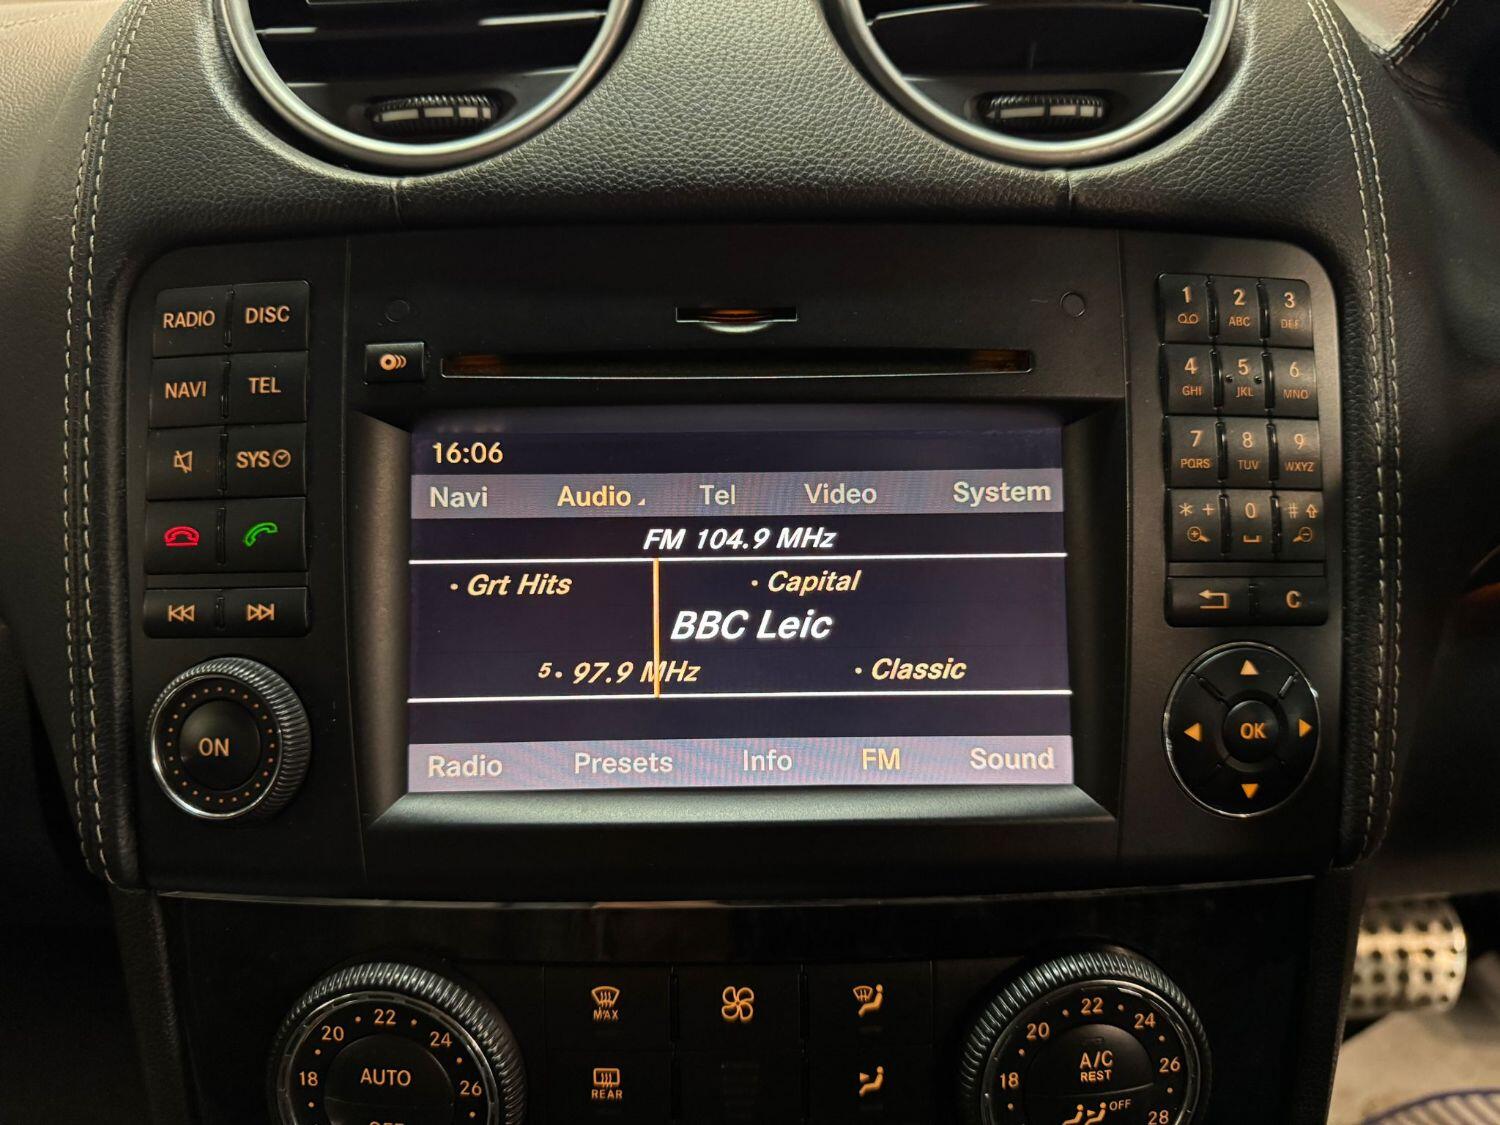 RADIO DISC
NAVI TEL
SYS
ON
16:06
Navi Audio Tel Video System
FM 104.9 MHz
· Grt Hits · Capital
BBC Leic
5· 97.9 MHz · Classic
Radio Presets Info FM Sound
1 2 3
ABC DEF
4 5 6
GHI JKL MNO
7 8 9
PQRS TUV WXYZ
* + 0 #
C
OK
18 20 22 24 26
AUTO
MAX
REAR
18 20 22 24 26 28
A/C
REST
OFF